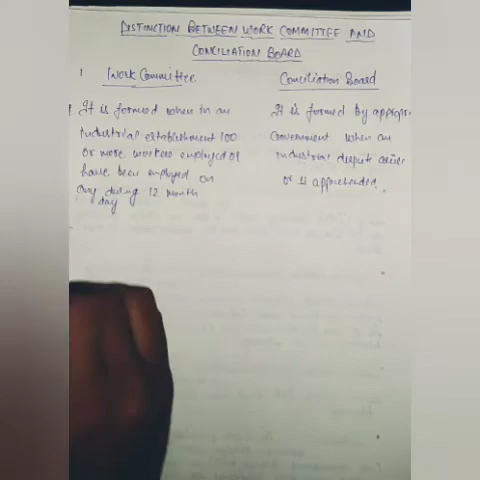 DISTINCTION BETWEEN WORK COMMITTEE AND
CONCILIATION BOARD
1 Work Committee
It is formed when in an
industrial establishment 100
or more workers employed or
have been employed on
any day during 12 month
Conciliation Board
It is formed by appropr
Government when an
industrial dispute arises
or is apprehended.